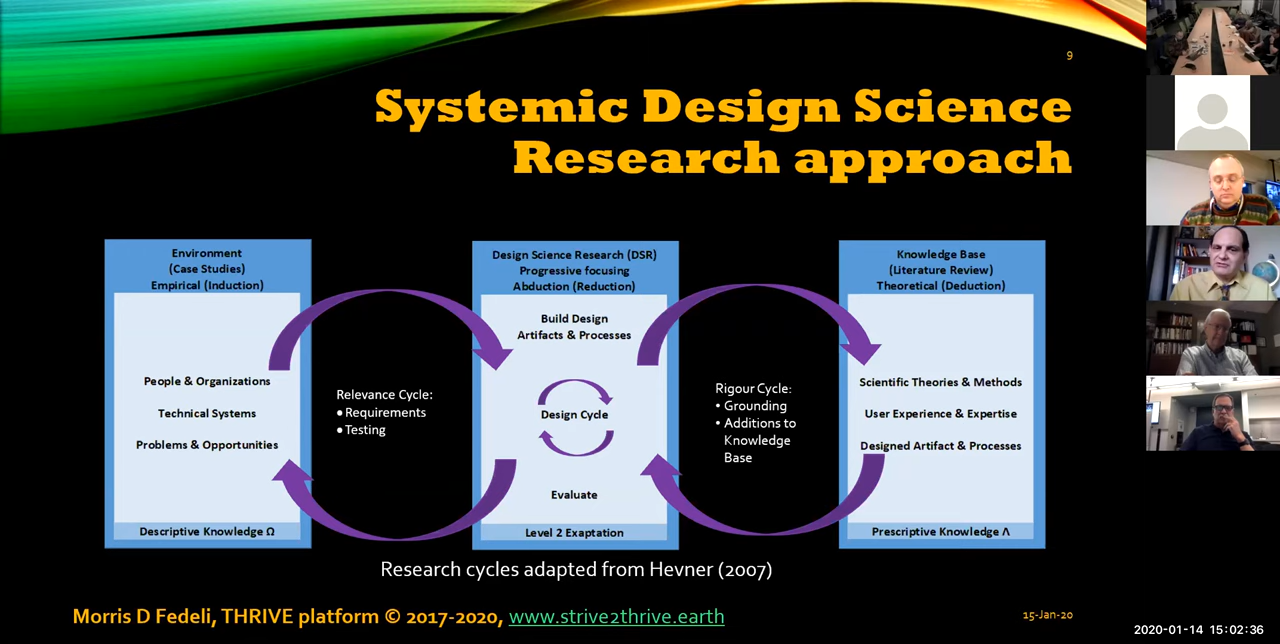 9
Systemic Design Science
Research approach
Environment
(Case Studies)
Empirical (Induction)
People & Organizations
Technical Systems
Problems & Opportunities
Descriptive Knowledge Ω
Relevance Cycle:
● Requirements
● Testing
Design Science Research (DSR)
Progressive focusing
Abduction (Reduction)
Build Design
Artifacts & Processes
Design Cycle
Evaluate
Level 2 Exaptation
Rigour Cycle:
• Grounding
• Additions to
Knowledge
Base
Knowledge Base
(Literature Review)
Theoretical (Deduction)
Scientific Theories & Methods
User Experience & Expertise
Designed Artifact & Processes
Prescriptive Knowledge Λ
Research cycles adapted from Hevner (2007)
Morris D Fedeli, THRIVE platform © 2017-2020, www.strive2thrive.earth
15-Jan-20
2020-01-14 15:02:36